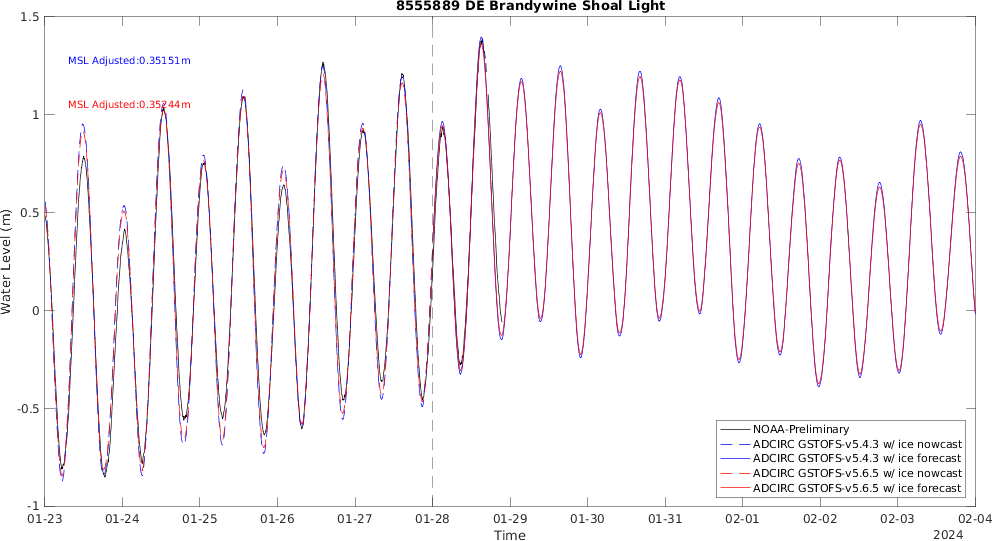 8555889 DE Brandywine Shoal Light
1.5
1
0.5
0
-0.5
-1
Water Level (m)
MSL Adjusted:0.35151m
MSL Adjusted:0.35244m
NOAA-Preliminary
ADCIRC GSTOFS-v5.4.3 w/ ice nowcast
ADCIRC GSTOFS-v5.4.3 w/ ice forecast
ADCIRC GSTOFS-v5.6.5 w/ ice nowcast
ADCIRC GSTOFS-v5.6.5 w/ ice forecast
01-23 01-24 01-25 01-26 01-27 01-28 01-29 01-30 01-31 02-01 02-02 02-03 02-04
Time
2024